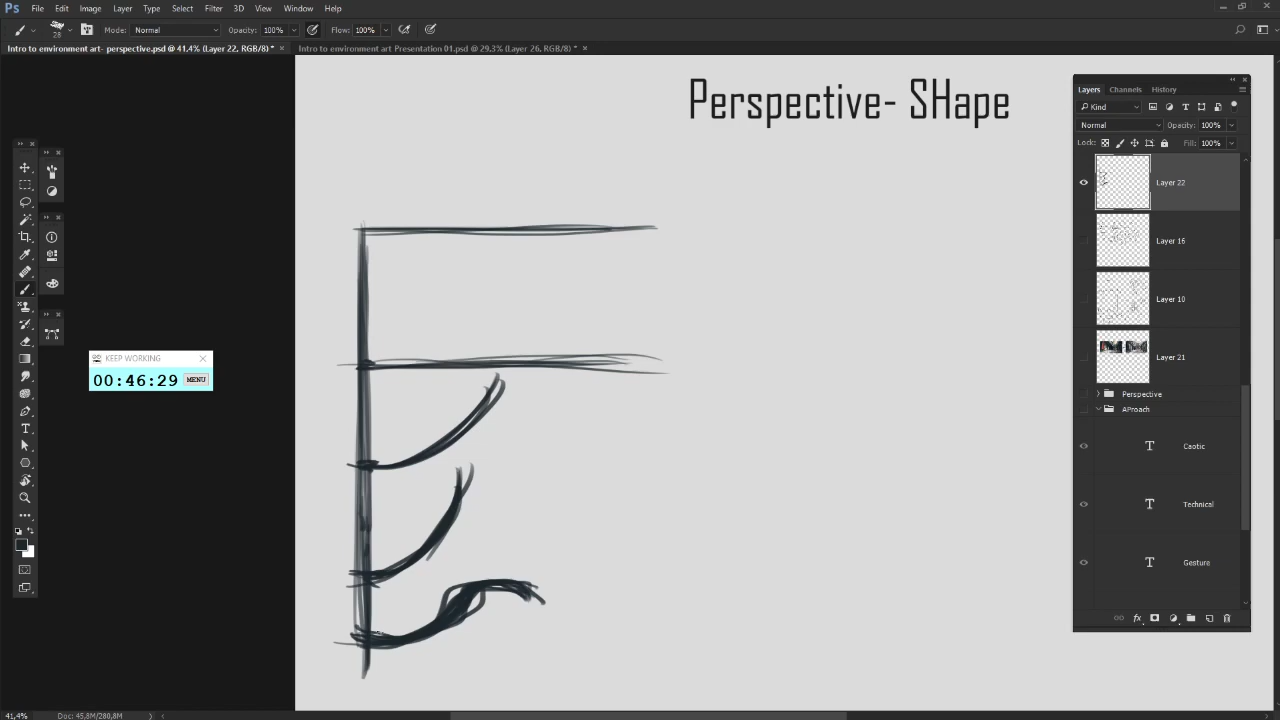 Ps File Edit Image Layer Type Select Filter 3D View Window Help
28 Mode: Normal Opacity: 100% Flow: 100%
Intro to environment art- perspective.psd @ 41,4% (Layer 22, RGB/8) * × Intro to environment art Presentation 01.psd @ 29,3% (Layer 26, RGB/8) * ×
Perspective- SHape
Layers Channels History
Kind
Normal Opacity: 100%
Lock: Fill: 100%
Layer 22
Layer 16
Layer 10
Layer 21
Perspective
AProach
T Caotic
T Technical
T Gesture
KEEP WORKING
00:46:29 MENU
41,4% Doc: 45,8M/280,8M